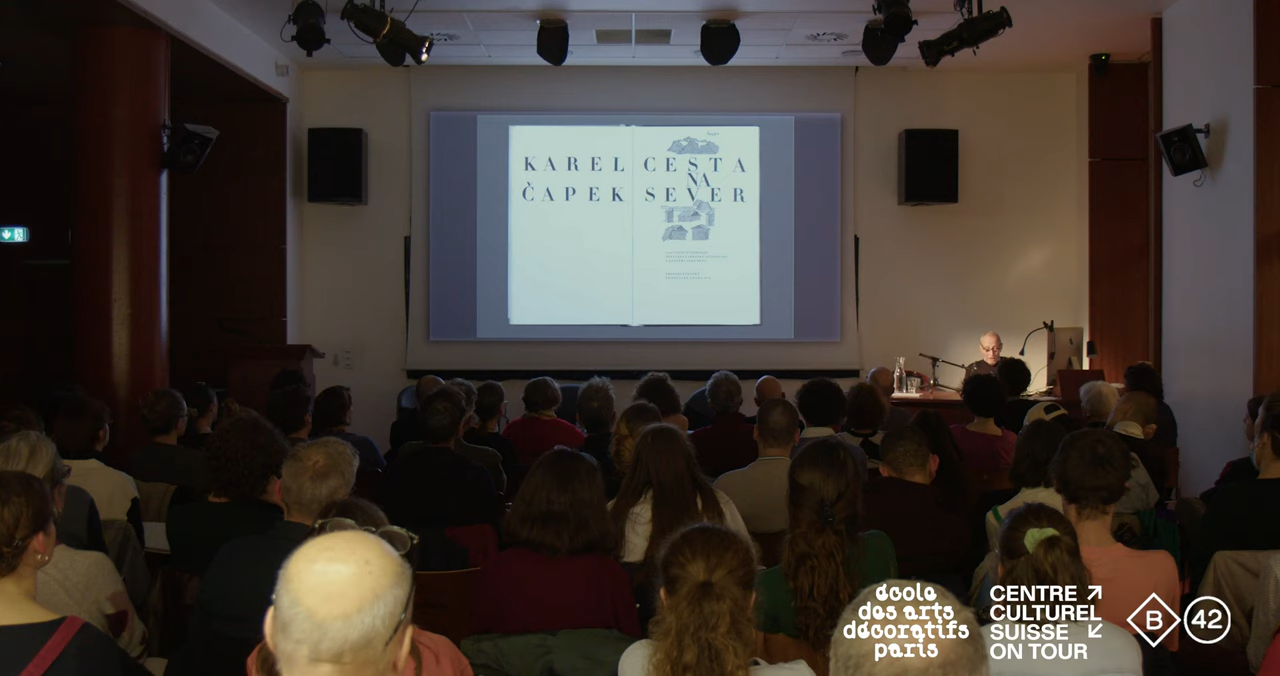 KAREL
ČAPEK
CESTA
NA
SEVER
école
des arts
décoratifs
paris
CENTRE
CULTUREL
SUISSE
ON TOUR
B
42